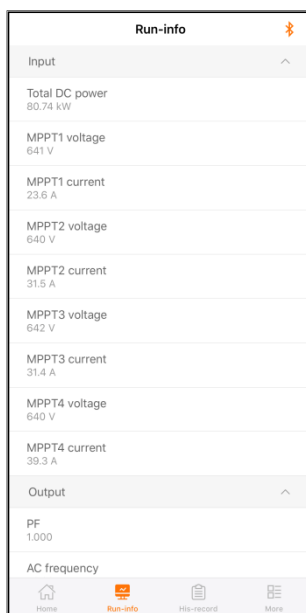 Run-info
Input
Total DC power
80.74 kW
MPPT1 voltage
641 V
MPPT1 current
23.6 A
MPPT2 voltage
640 V
MPPT2 current
31.5 A
MPPT3 voltage
642 V
MPPT3 current
31.4 A
MPPT4 voltage
640 V
MPPT4 current
39.3 A
Output
PF
1.000
AC frequency
Home Run-info His-record More